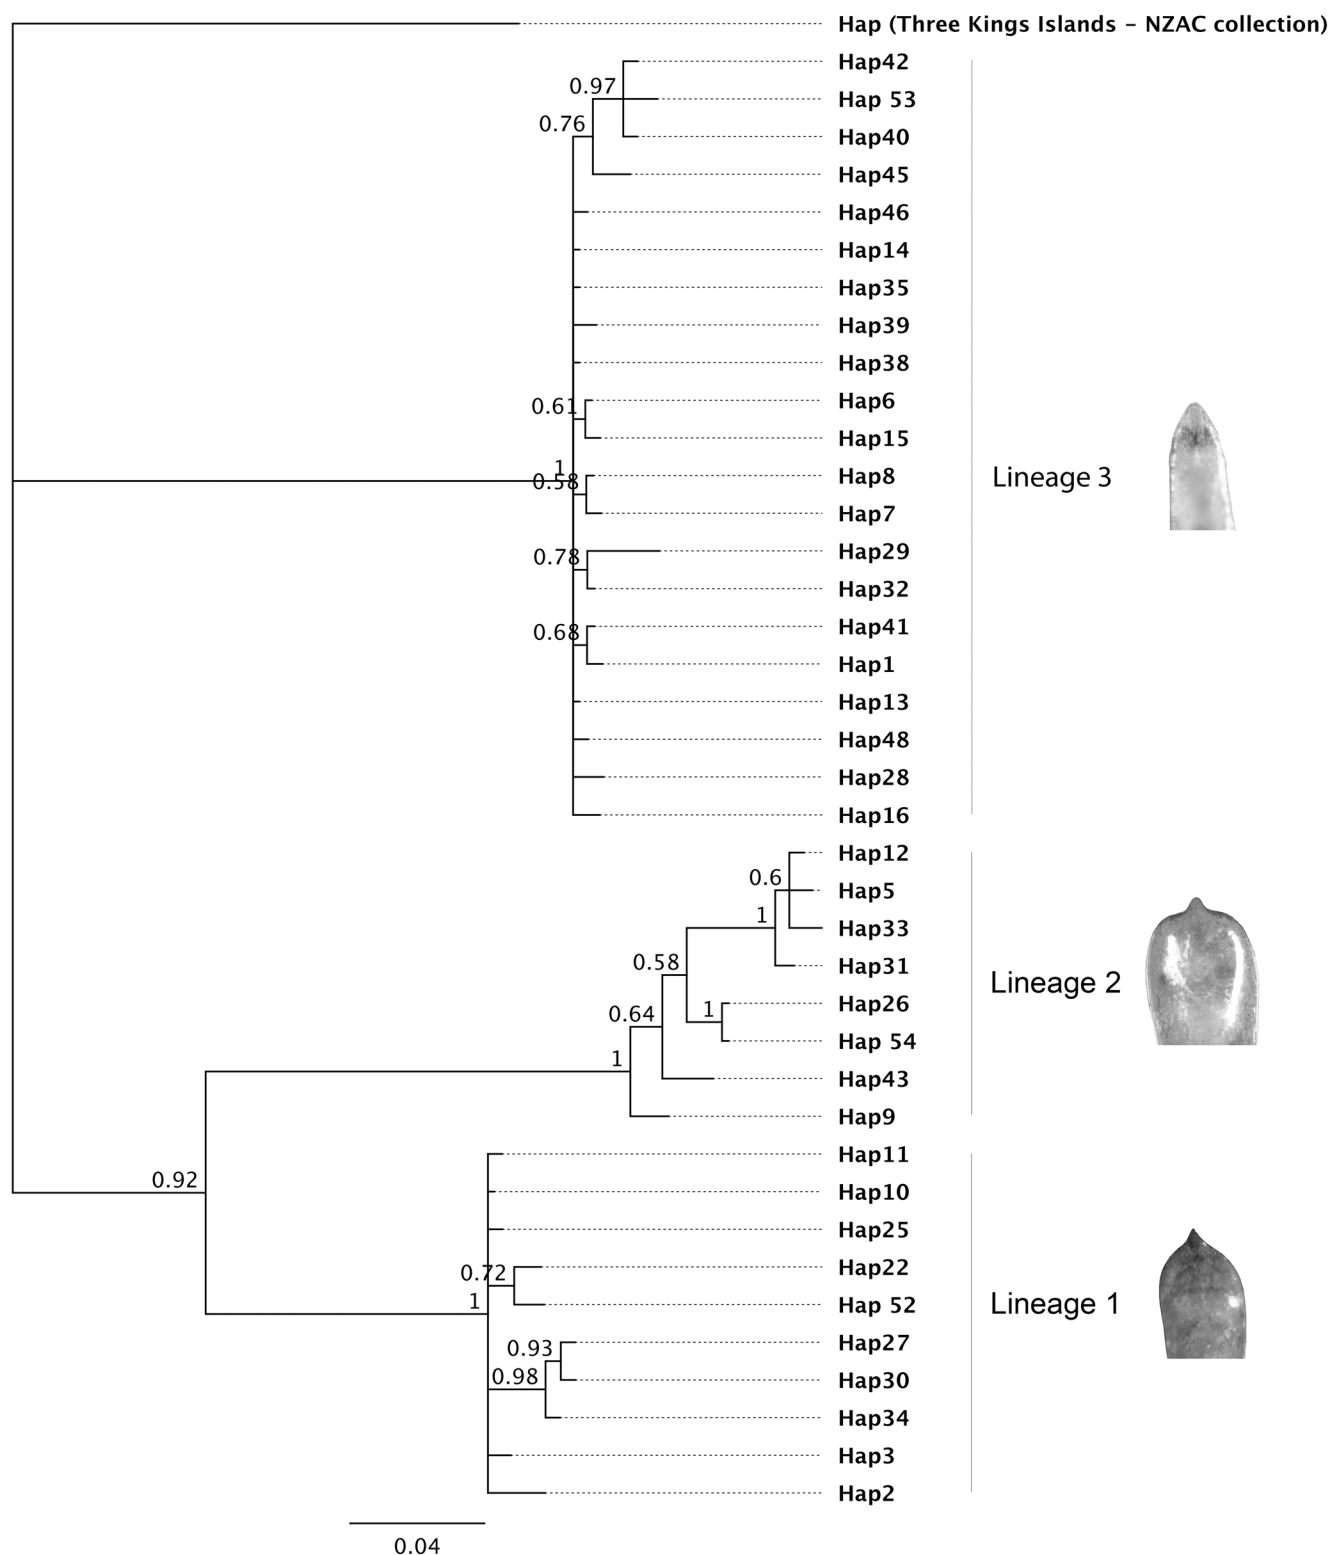 Hap (Three Kings Islands – NZAC collection)
Hap42
0.97
Hap 53
0.76
Hap40
Hap45
Hap46
Hap14
Hap35
Hap39
Hap38
Hap6
0.61
Hap15
1
Hap8
Lineage 3
0.58
Hap7
Hap29
0.78
Hap32
Hap41
0.68
Hap1
Hap13
Hap48
Hap28
Hap16
Hap12
0.6
Hap5
1
Hap33
0.58
Hap31
Lineage 2
Hap26
1
0.64
Hap 54
1
Hap43
Hap9
Hap11
0.92
Hap10
Hap25
0.72
Hap22
1
Hap 52
Lineage 1
Hap27
0.93
0.98
Hap30
Hap34
Hap3
Hap2
0.04